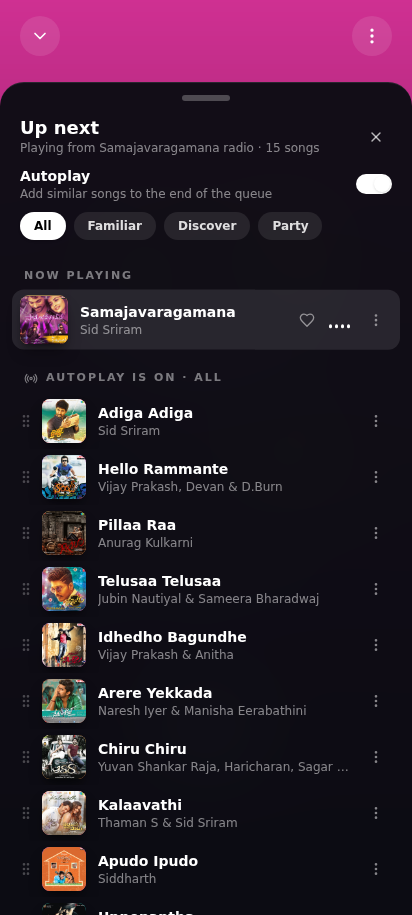 Up next
Playing from Samajavaragamana radio · 15 songs
Autoplay
Add similar songs to the end of the queue
All
Familiar
Discover
Party
NOW PLAYING
Samajavaragamana
Sid Sriram
AUTOPLAY IS ON · ALL
Adiga Adiga
Sid Sriram
Hello Rammante
Vijay Prakash, Devan & D.Burn
Pillaa Raa
Anurag Kulkarni
Telusaa Telusaa
Jubin Nautiyal & Sameera Bharadwaj
Idhedho Bagundhe
Vijay Prakash & Anitha
Arere Yekkada
Naresh Iyer & Manisha Eerabathini
Chiru Chiru
Yuvan Shankar Raja, Haricharan, Sagar ...
Kalaavathi
Thaman S & Sid Sriram
Apudo Ipudo
Siddharth